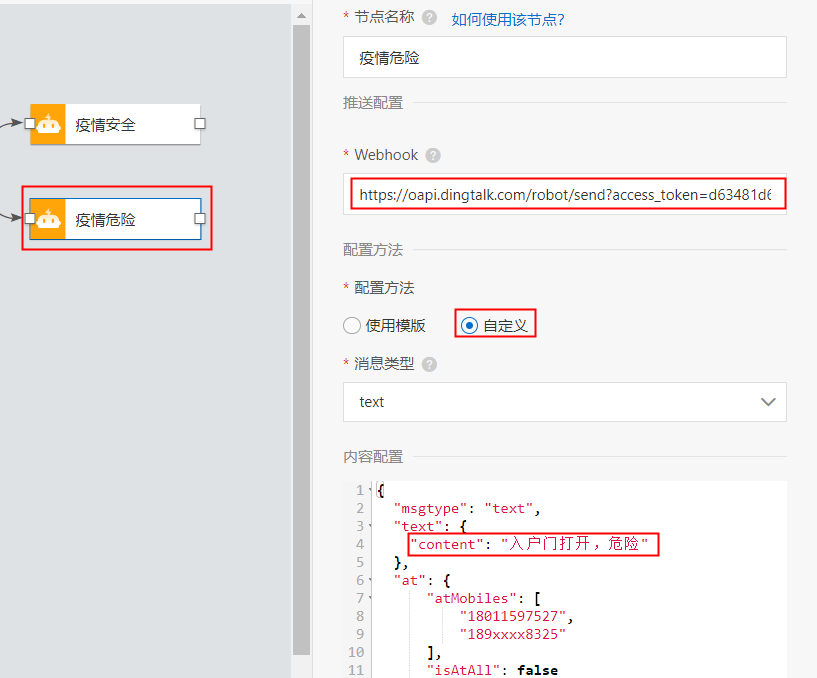 * 节点名称 ? 如何使用该节点?
疫情危险
推送配置
疫情安全
* Webhook ?
https://oapi.dingtalk.com/robot/send?access_token=d63481d6
疫情危险
配置方法
* 配置方法
使用模版 自定义
* 消息类型 ?
text
内容配置
1 {
2 "msgtype": "text",
3 "text": {
4 "content": "入户门打开，危险"
5 },
6 "at": {
7 "atMobiles": [
8 "18011597527",
9 "189xxxx8325"
10 ],
11 "isAtAll": false